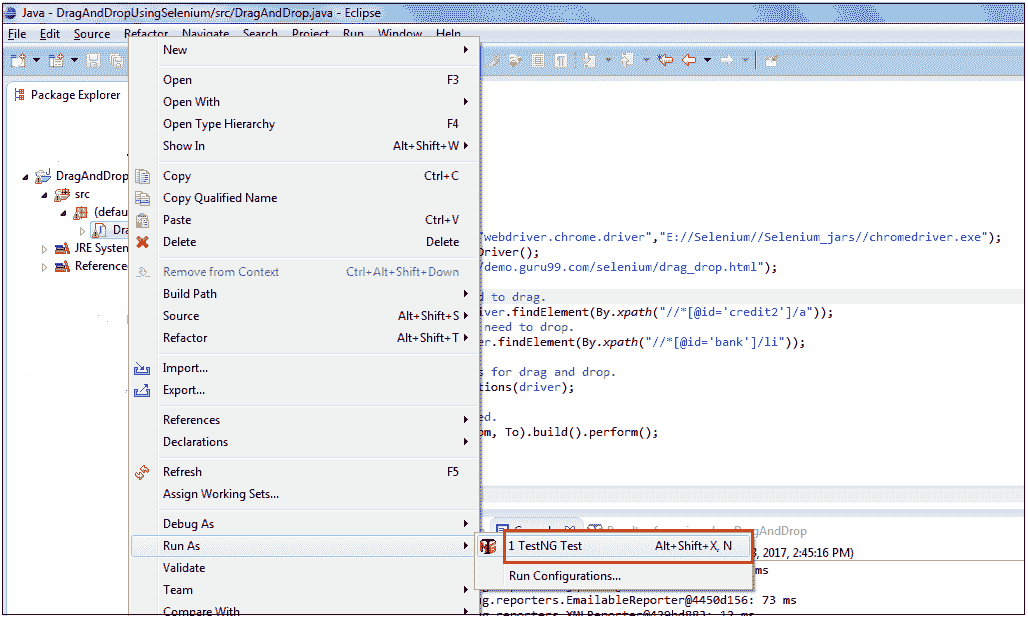 Java - DragAndDropUsingSelenium/src/DragAndDrop.java - Eclipse
File Edit Source Refactor Navigate Search Project Run Window Help
Package Explorer
DragAndDrop
src
(defau
Dra
JRE System
Reference
New
Open F3
Open With
Open Type Hierarchy F4
Show In Alt+Shift+W
Copy Ctrl+C
Copy Qualified Name
Paste Ctrl+V
Delete Delete
Remove from Context Ctrl+Alt+Shift+Down
Build Path
Source Alt+Shift+S
Refactor Alt+Shift+T
Import...
Export...
References
Declarations
Refresh F5
Assign Working Sets...
Debug As
Run As
Validate
Team
Compare With
1 TestNG Test Alt+Shift+X, N
Run Configurations...
webdriver.chrome.driver","E://Selenium//Selenium_jars//chromedriver.exe");
Driver();
/demo.guru99.com/selenium/drag_drop.html");
d to drag.
iver.findElement(By.xpath("//*[@id='credit2']/a"));
need to drop.
er.findElement(By.xpath("//*[@id='bank']/li"));
s for drag and drop.
tions(driver);
ed.
om, To).build().perform();
AndDrop
3, 2017, 2:45:16 PM)
ms
ng.reporters.EmailableReporter@4450d156: 73 ms